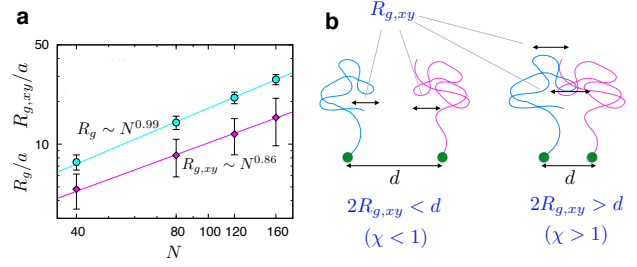 a
R_g/a R_{g,xy}/a
50
10
R_g ∼ N^{0.99}
R_{g,xy} ∼ N^{0.86}
40 80 100 120 160
N
b
R_{g,xy}
d d
2R_{g,xy} < d 2R_{g,xy} > d
(χ < 1) (χ > 1)